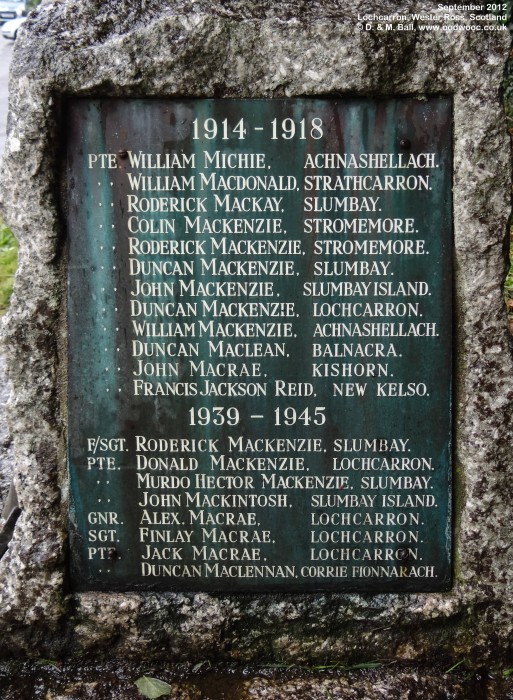 September 2012
Lochcarron, Wester Ross, Scotland
© D. & M. Ball, www.oodwooc.co.uk
1914 - 1918
PTE. WILLIAM MICHIE, ACHNASHELLACH.
·· WILLIAM MACDONALD, STRATHCARRON.
·· RODERICK MACKAY, SLUMBAY.
·· COLIN MACKENZIE, STROMEMORE.
·· RODERICK MACKENZIE, STROMEMORE.
·· DUNCAN MACKENZIE, SLUMBAY.
·· JOHN MACKENZIE, SLUMBAY ISLAND.
·· DUNCAN MACKENZIE, LOCHCARRON.
·· WILLIAM MACKENZIE, ACHNASHELLACH.
·· DUNCAN MACLEAN, BALNACRA.
·· JOHN MACRAE, KISHORN.
·· FRANCIS JACKSON REID, NEW KELSO.
1939 - 1945
F/SGT. RODERICK MACKENZIE, SLUMBAY.
PTE. DONALD MACKENZIE, LOCHCARRON.
·· MURDO HECTOR MACKENZIE, SLUMBAY.
·· JOHN MACKINTOSH, SLUMBAY ISLAND.
GNR. ALEX. MACRAE, LOCHCARRON.
SGT. FINLAY MACRAE, LOCHCARRON.
PTE. JACK MACRAE, LOCHCARRON.
·· DUNCAN MACLENNAN, CORRIE FIONNARACH.